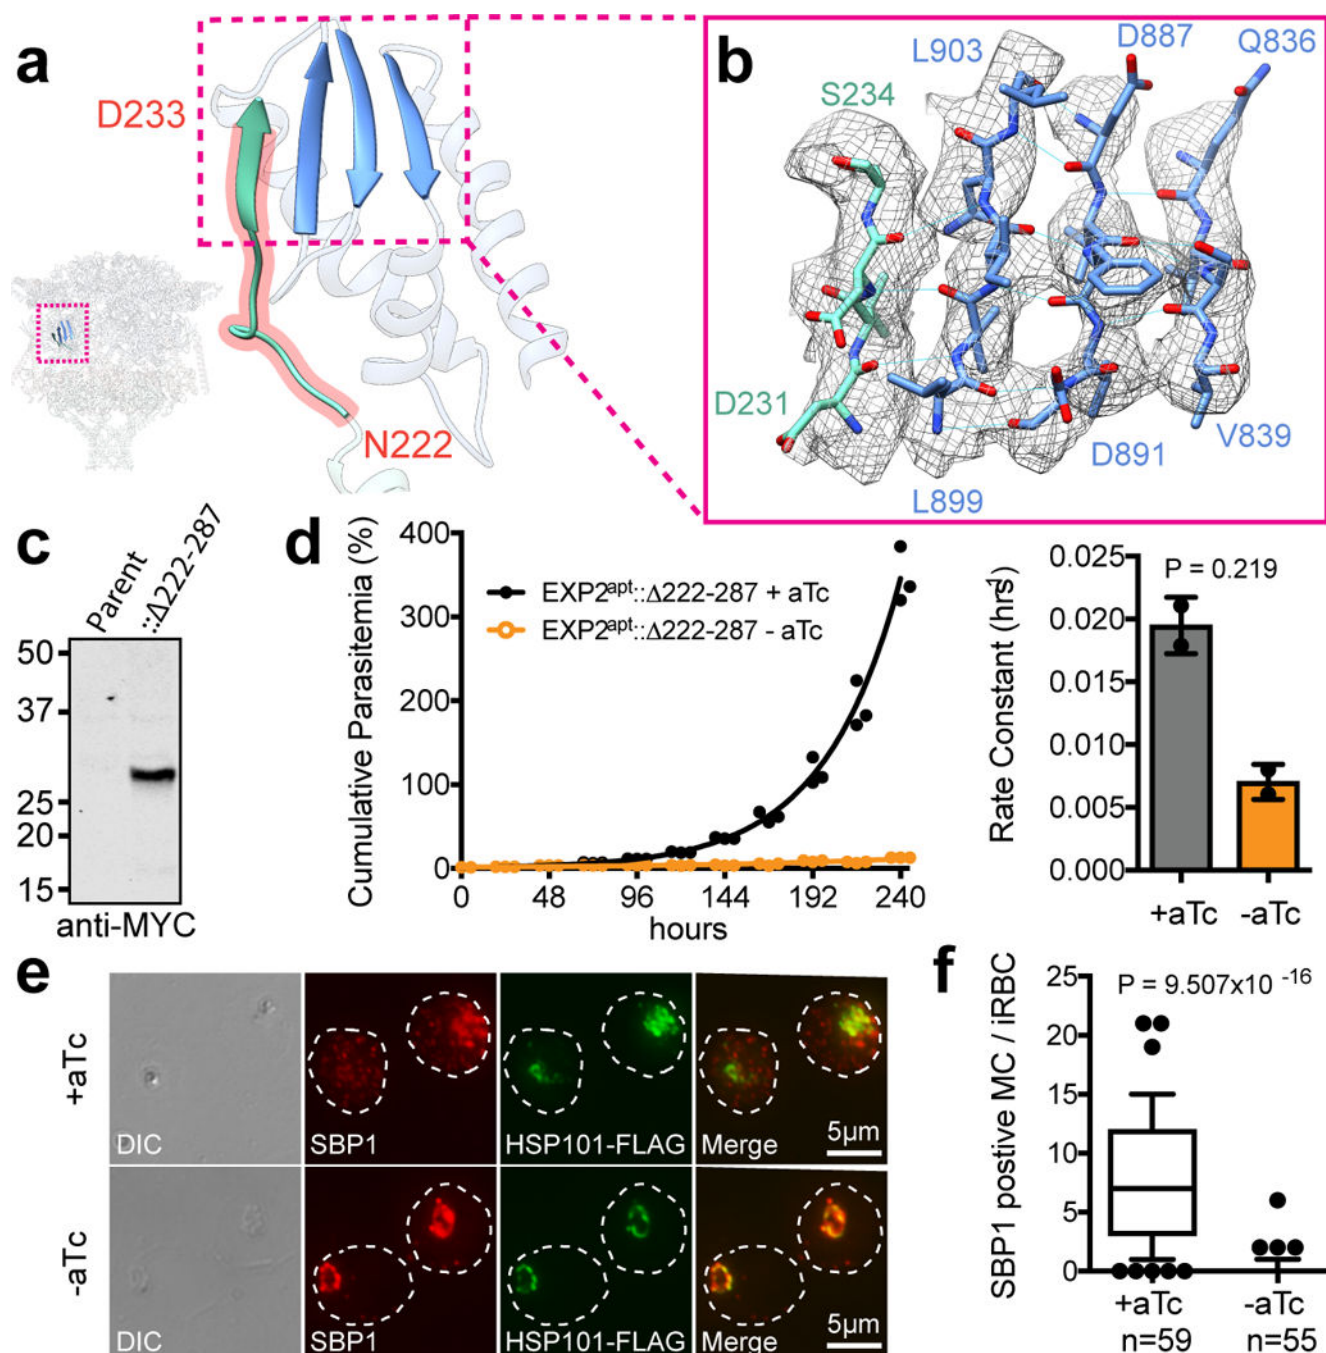 a
D233
N222
b
L903
D887
Q836
S234
D231
L899
D891
V839
c
Parent
::Δ222-287
50
37
25
20
15
anti-MYC
d
Cumulative Parasitemia (%)
400
300
200
100
0
0 48 96 144 192 240
hours
EXP2apt::Δ222-287 + aTc
EXP2apt::Δ222-287 - aTc
Rate Constant (hrs-1)
0.025
0.020
0.015
0.010
0.005
0.000
P = 0.219
+aTc -aTc
e
+aTc
DIC SBP1 HSP101-FLAG Merge 5μm
-aTc
DIC SBP1 HSP101-FLAG Merge 5μm
f
SBP1 postive MC / iRBC
P = 9.507x10 -16
25
20
15
10
5
0
+aTc -aTc
n=59 n=55